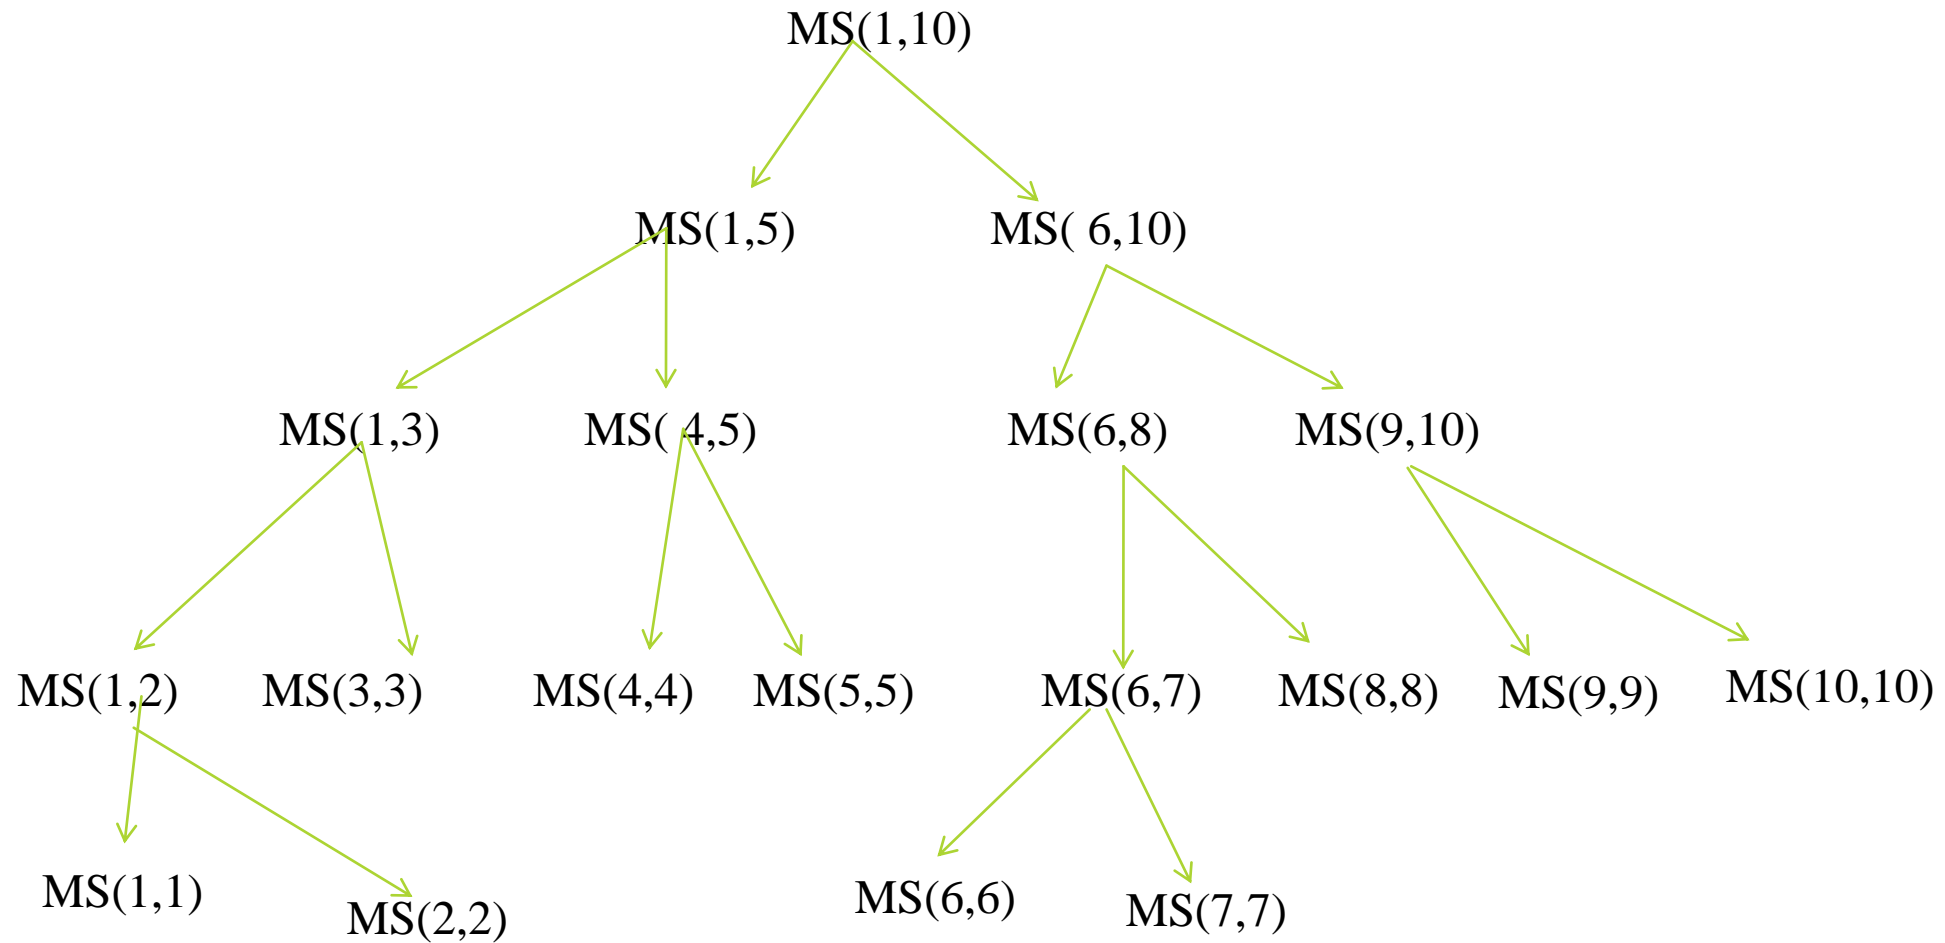 MS(1,10)
MS(1,5) MS( 6,10)
MS(1,3) MS( 4,5) MS(6,8) MS(9,10)
MS(1,2) MS(3,3) MS(4,4) MS(5,5) MS(6,7) MS(8,8) MS(9,9) MS(10,10)
MS(1,1) MS(2,2) MS(6,6) MS(7,7)